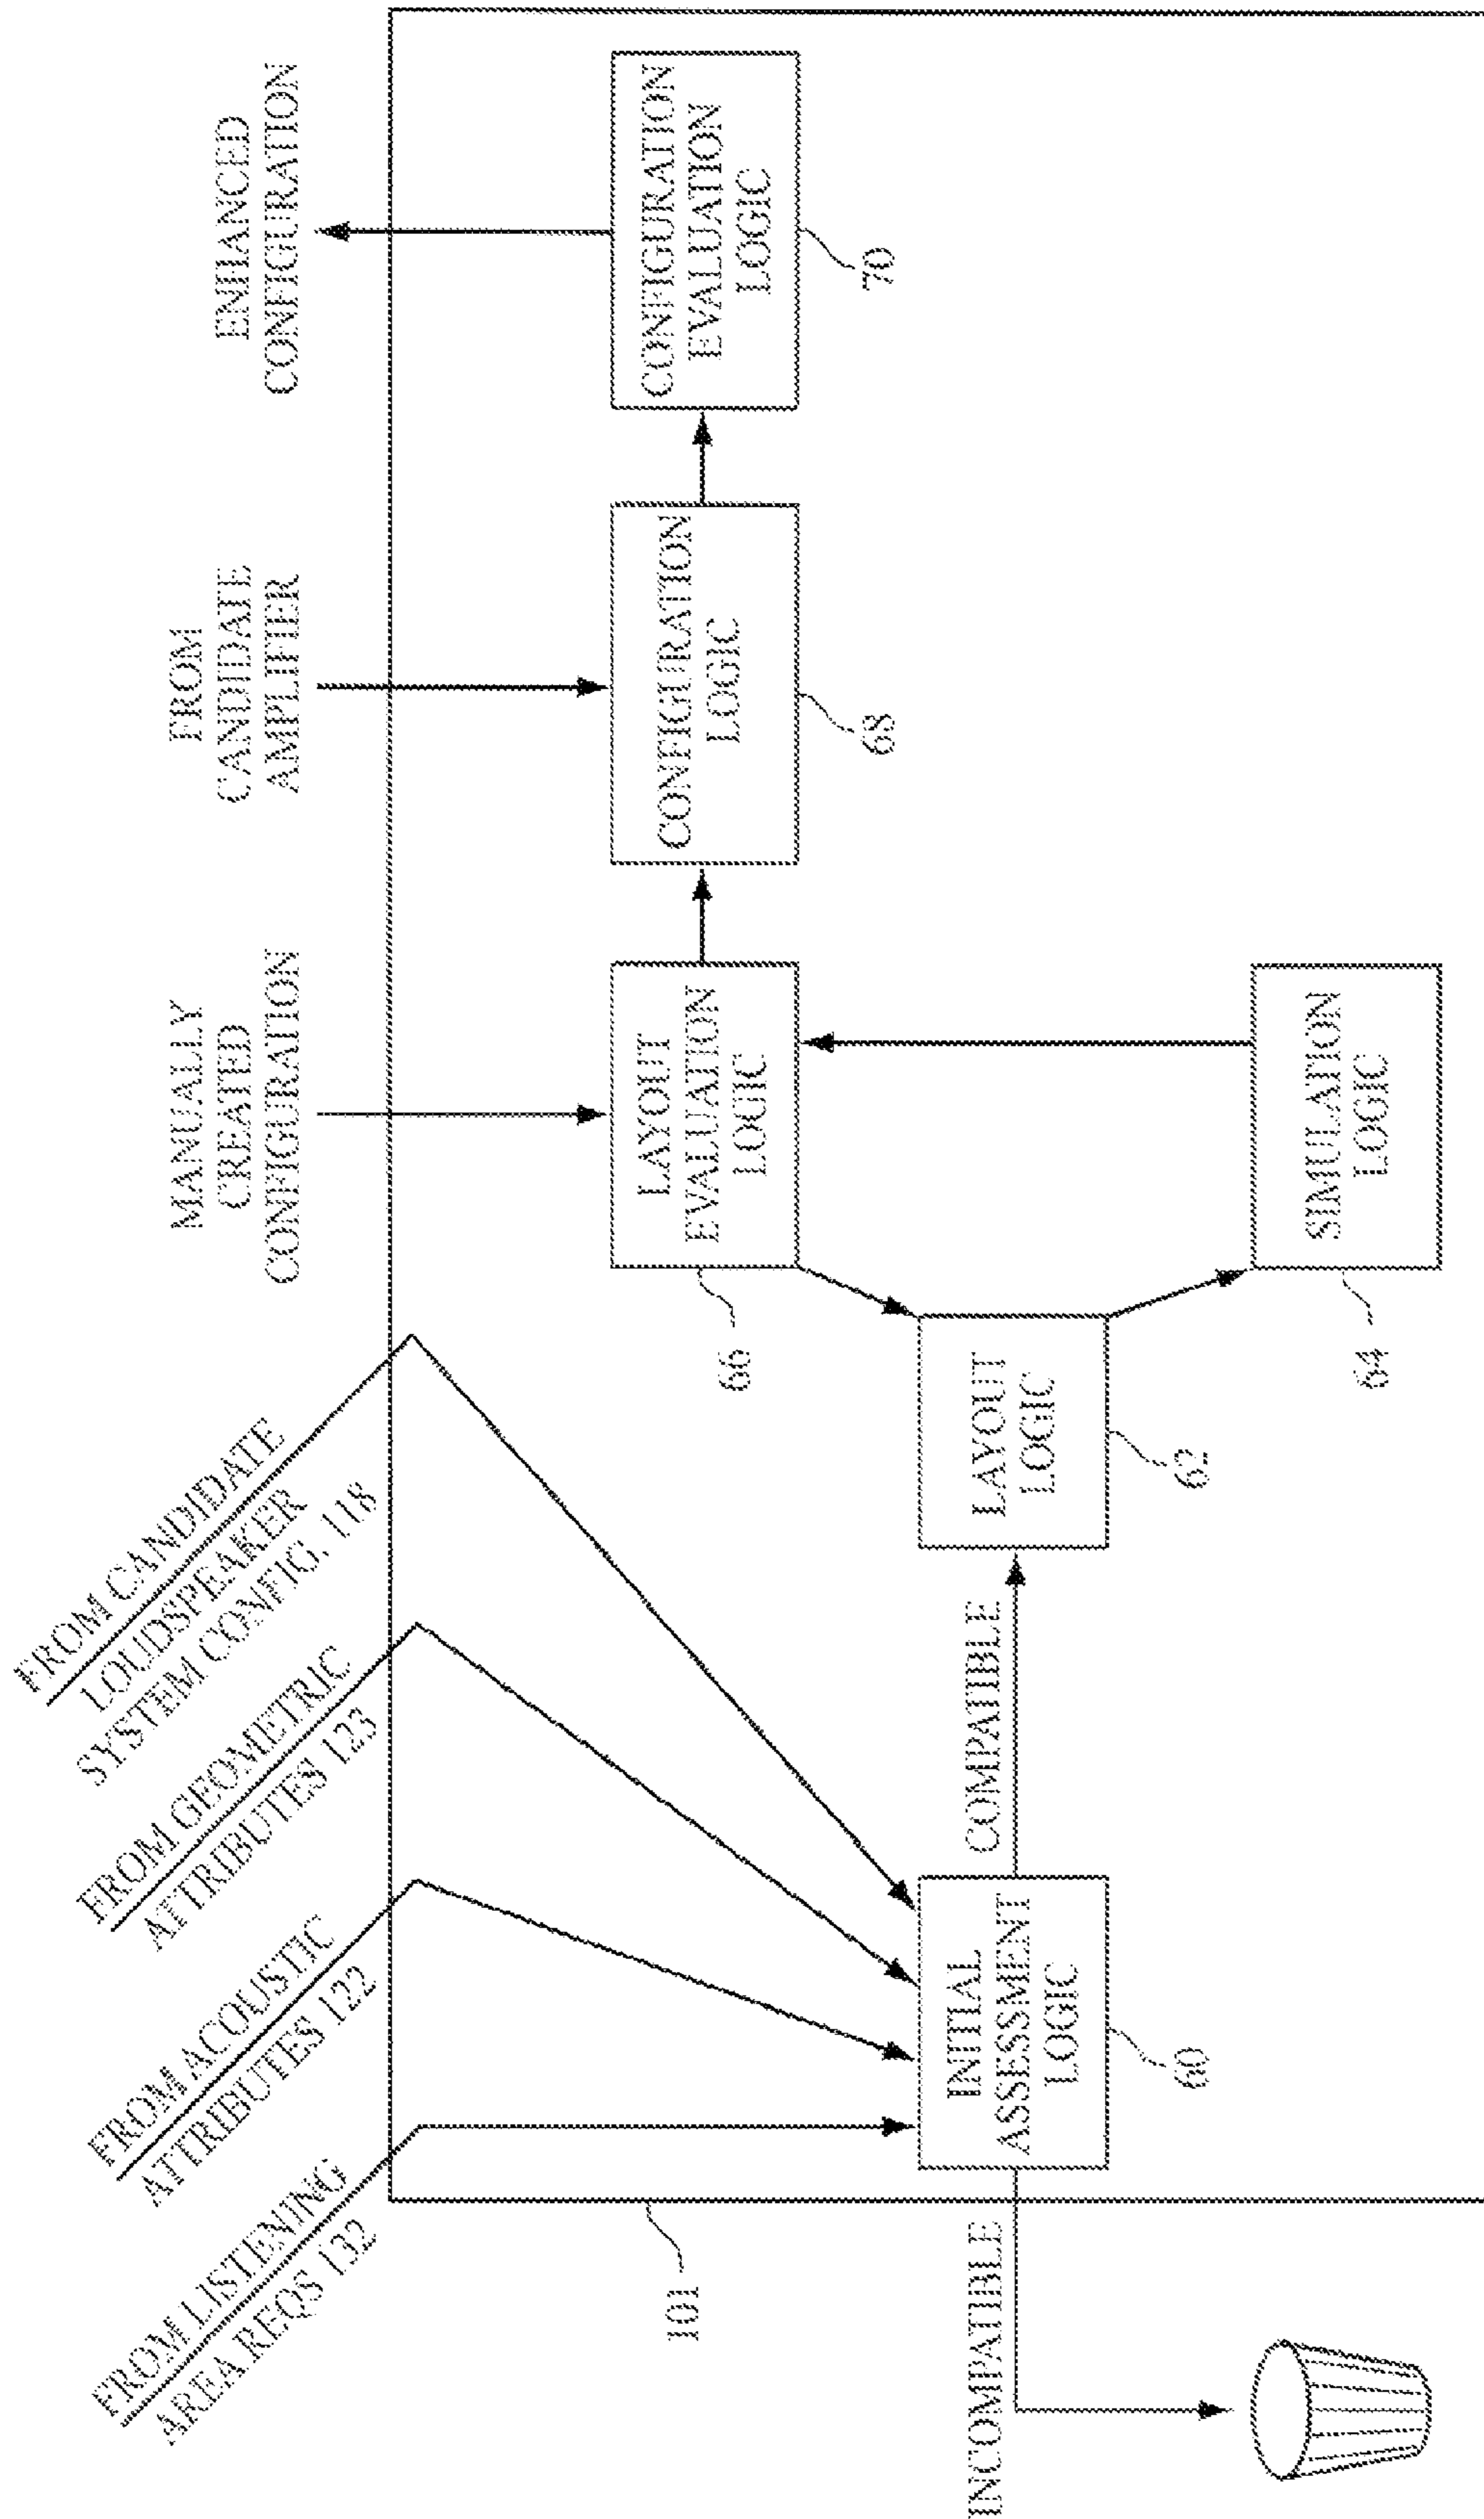 FROM LISTENING
AREA REQS 132
FROM ACOUSTIC
ATTRIBUTES 122
FROM GEOMETRIC
ATTRIBUTES 123
FROM CANDIDATE
LOUDSPEAKER
SYSTEM CONFIG. 118
MANUALLY
CREATED
CONFIGURATION
FROM
CANDIDATE
AMPLIFIER
ENHANCED
CONFIGURATION
101
LAYOUT
EVALUATION
LOGIC
66
CONFIGURATION
LOGIC
68
CONFIGURATION
EVALUATION
LOGIC
70
INCOMPATIBLE
INITIAL
ASSESSMENT
LOGIC
60
COMPATIBLE
LAYOUT
LOGIC
62
SIMULATION
LOGIC
64